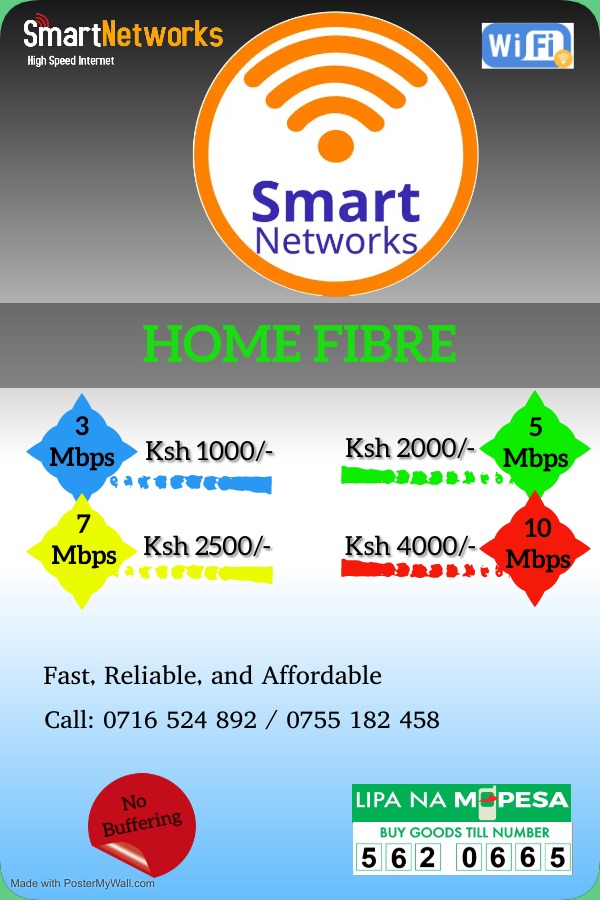 SmartNetworks
High Speed Internet
WiFi
Smart
Networks
HOME FIBRE
3
Mbps
Ksh 1000/-
Ksh 2000/-
5
Mbps
7
Mbps
Ksh 2500/-
Ksh 4000/-
10
Mbps
Fast, Reliable, and Affordable
Call: 0716 524 892 / 0755 182 458
No
Buffering
LIPA NA M-PESA
BUY GOODS TILL NUMBER
562 0665
Made with PosterMyWall.com